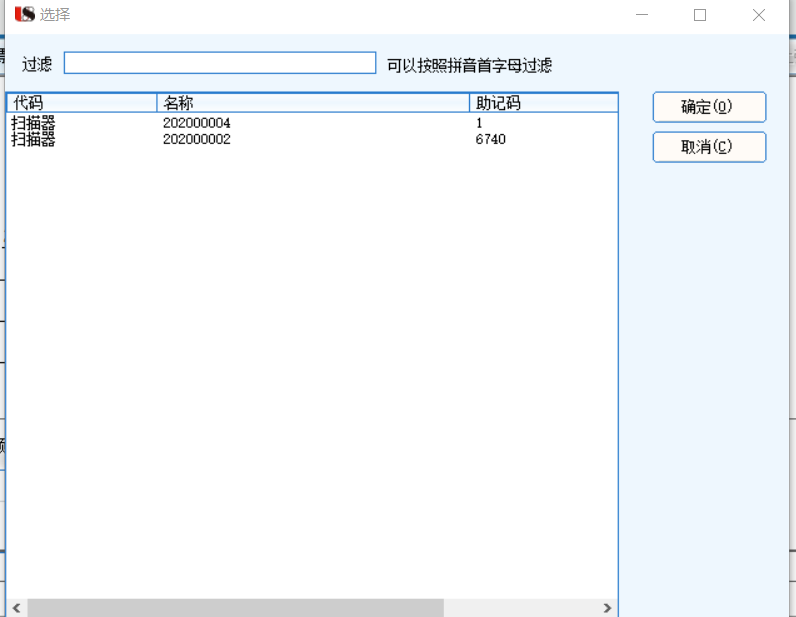 选择
过滤 可以按照拼音首字母过滤
代码 名称 助记码
扫描器 202000004 1
扫描器 202000002 6740
确定(O)
取消(C)